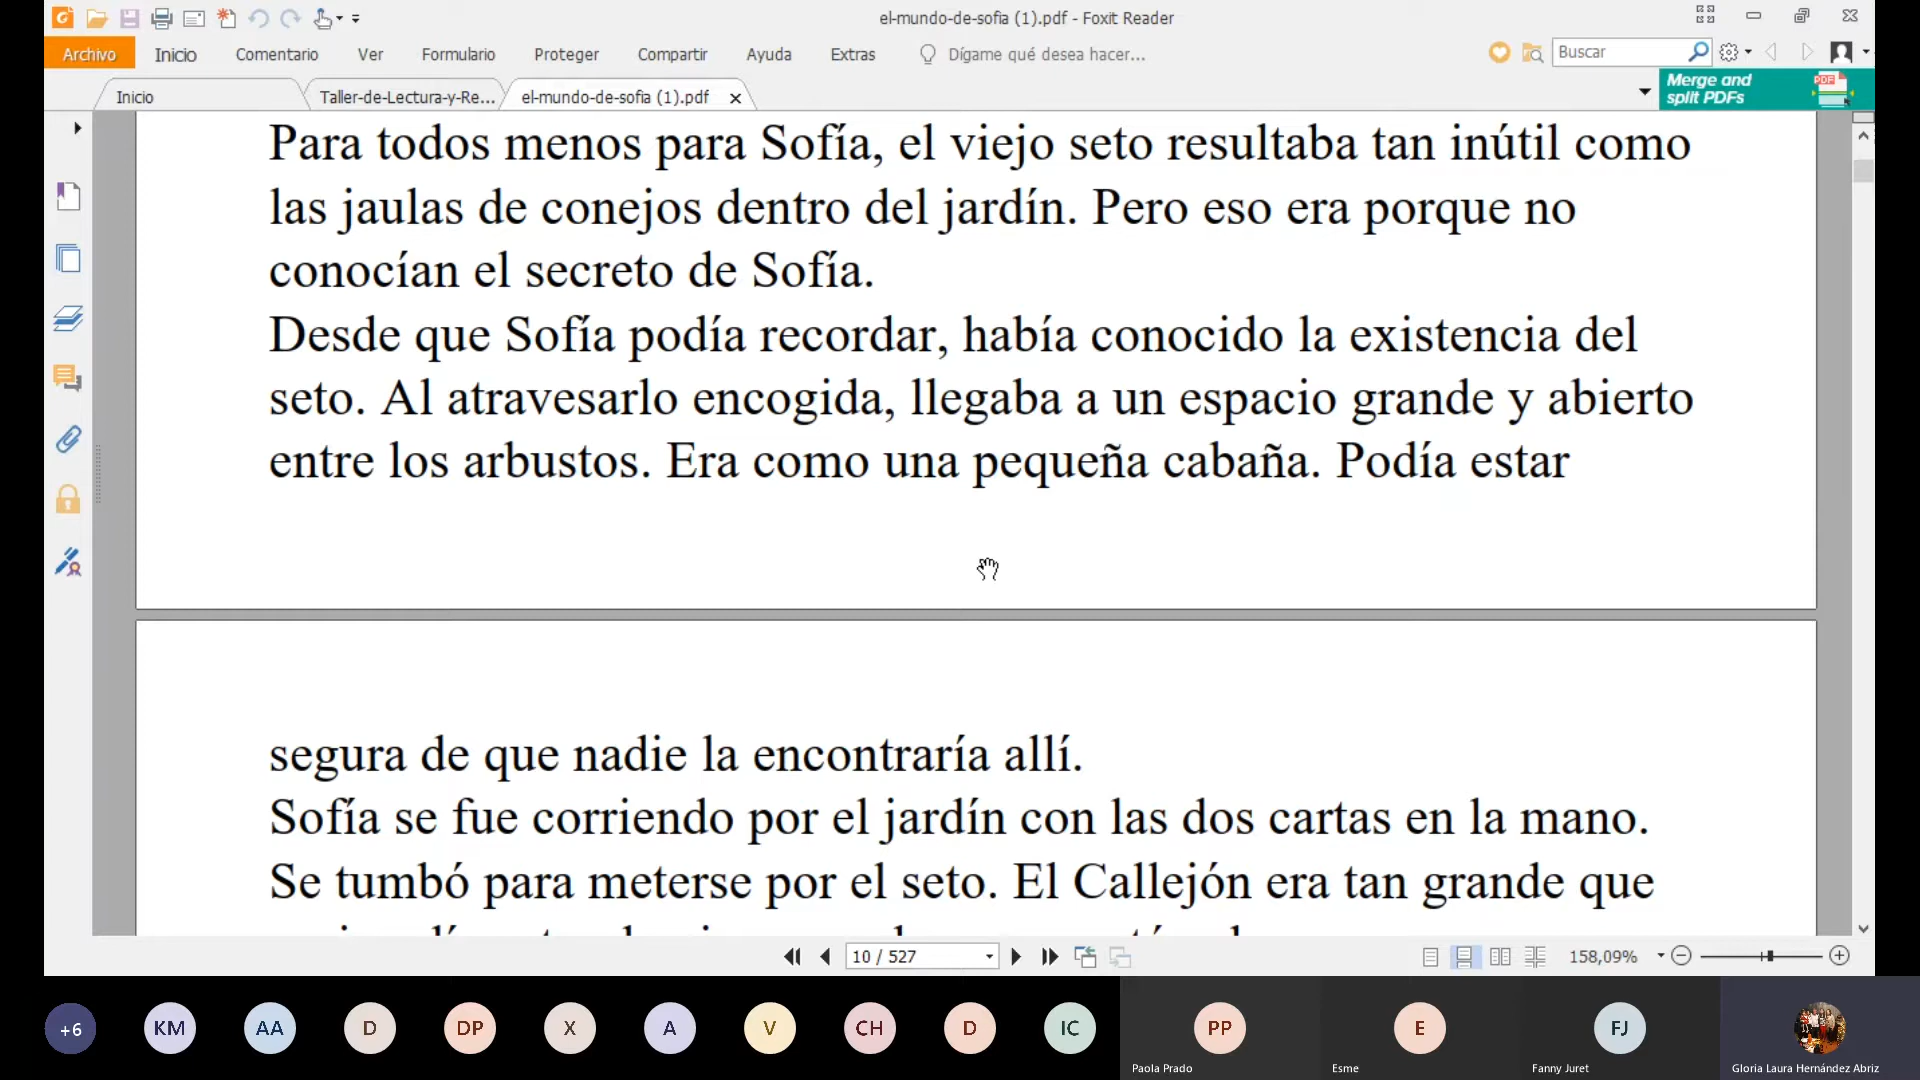 el-mundo-de-sofia (1).pdf - Foxit Reader
Archivo Inicio Comentario Ver Formulario Proteger Compartir Ayuda Extras Dígame qué desea hacer... Buscar
Inicio Taller-de-Lectura-y-Re... el-mundo-de-sofia (1).pdf
Merge and
split PDFs
PDF
Para todos menos para Sofía, el viejo seto resultaba tan inútil como
las jaulas de conejos dentro del jardín. Pero eso era porque no
conocían el secreto de Sofía.
Desde que Sofía podía recordar, había conocido la existencia del
seto. Al atravesarlo encogida, llegaba a un espacio grande y abierto
entre los arbustos. Era como una pequeña cabaña. Podía estar
segura de que nadie la encontraría allí.
Sofía se fue corriendo por el jardín con las dos cartas en la mano.
Se tumbó para meterse por el seto. El Callejón era tan grande que
10 / 527
158,09%
+6 KM AA D DP X A V CH D IC PP E FJ
Paola Prado Esme Fanny Juret Gloria Laura Hernández Abriz